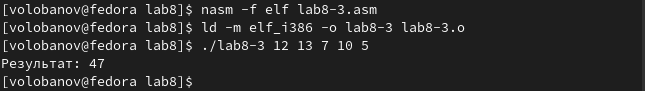 [volobanov@fedora lab8]$ nasm -f elf lab8-3.asm
[volobanov@fedora lab8]$ ld -m elf_i386 -o lab8-3 lab8-3.o
[volobanov@fedora lab8]$ ./lab8-3 12 13 7 10 5
Результат: 47
[volobanov@fedora lab8]$